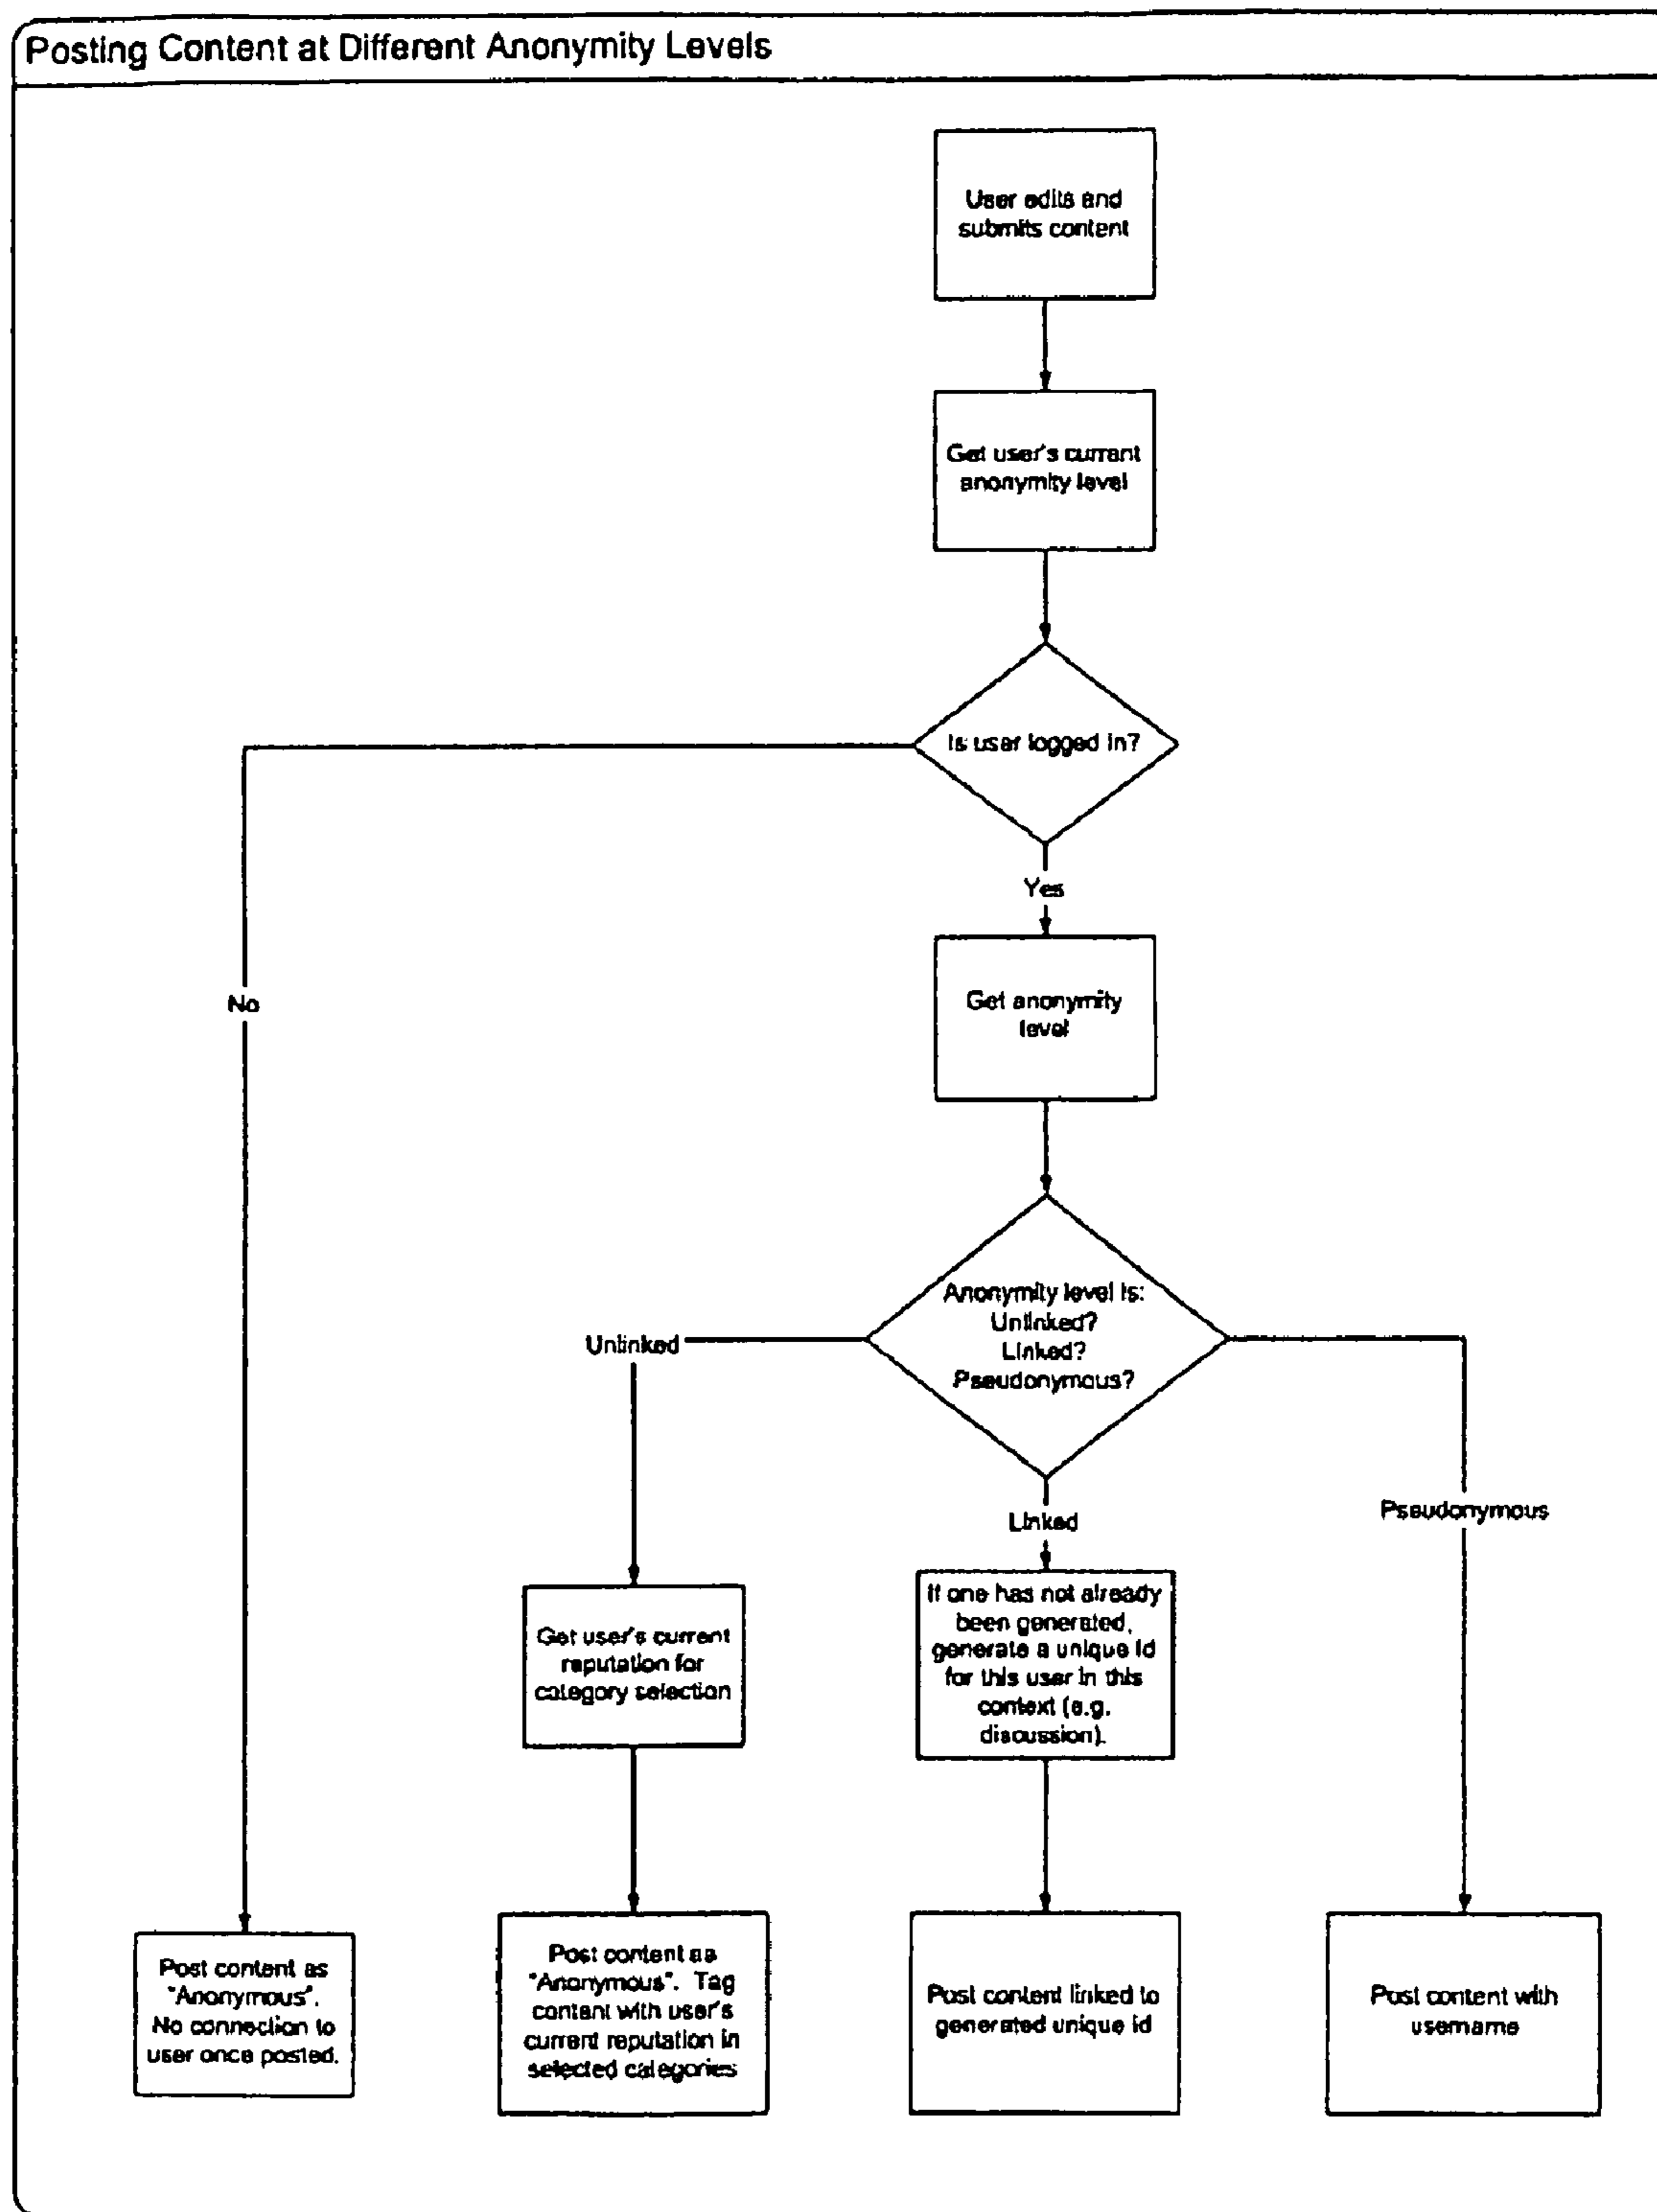 Posting Content at Different Anonymity Levels
User edits and
submits content
Get user's current
anonymity level
Is user logged in?
Yes
No
Get anonymity
level
Anonymity level is:
Unlinked?
Linked?
Pseudonymous?
Unlinked
Linked
Pseudonymous
Get user's current
reputation for
category selection
If one has not already
been generated,
generate a unique id
for this user in this
context (e.g.
discussion).
Post content as
"Anonymous".
No connection to
user once posted.
Post content as
"Anonymous". Tag
content with user's
current reputation in
selected categories
Post content linked to
generated unique id
Post content with
username